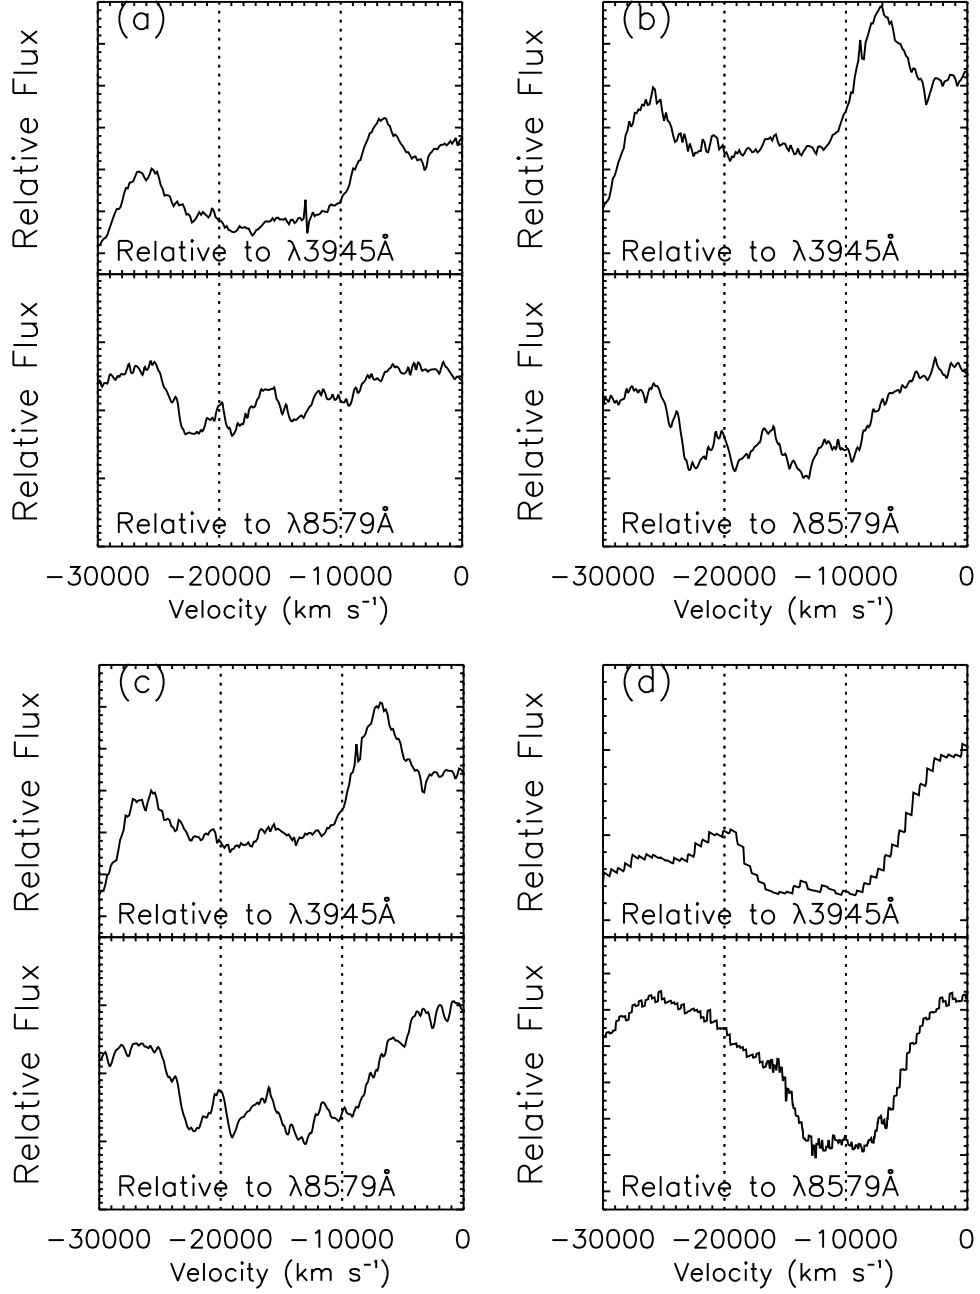 (a)
Relative Flux
Relative to λ3945Å
Relative Flux
Relative to λ8579Å
−30000 −20000 −10000 0
Velocity (km s⁻¹)
(b)
Relative Flux
Relative to λ3945Å
Relative Flux
Relative to λ8579Å
−30000 −20000 −10000 0
Velocity (km s⁻¹)
(c)
Relative Flux
Relative to λ3945Å
Relative Flux
Relative to λ8579Å
−30000 −20000 −10000 0
Velocity (km s⁻¹)
(d)
Relative Flux
Relative to λ3945Å
Relative Flux
Relative to λ8579Å
−30000 −20000 −10000 0
Velocity (km s⁻¹)